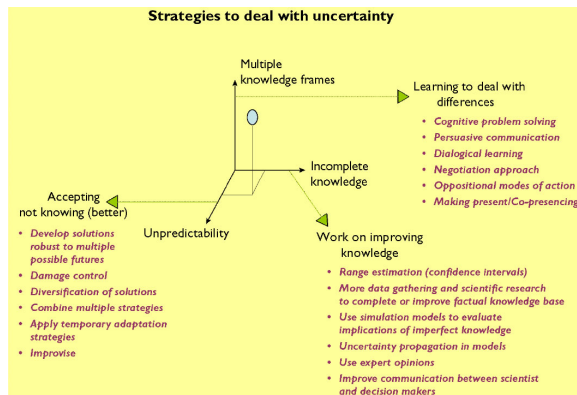 Strategies to deal with uncertainty
Multiple
knowledge frames
Learning to deal with
differences
• Cognitive problem solving
• Persuasive communication
• Dialogical learning
• Negotiation approach
• Oppositional modes of action
• Making present/Co-presencing
Incomplete
knowledge
Accepting
not knowing (better)
• Develop solutions
robust to multiple
possible futures
• Damage control
• Diversification of solutions
• Combine multiple strategies
• Apply temporary adaptation
strategies
• Improvise
Unpredictability
Work on improving
knowledge
• Range estimation (confidence intervals)
• More data gathering and scientific research
to complete or improve factual knowledge base
• Use simulation models to evaluate
implications of imperfect knowledge
• Uncertainty propagation in models
• Use expert opinions
• Improve communication between scientist
and decision makers